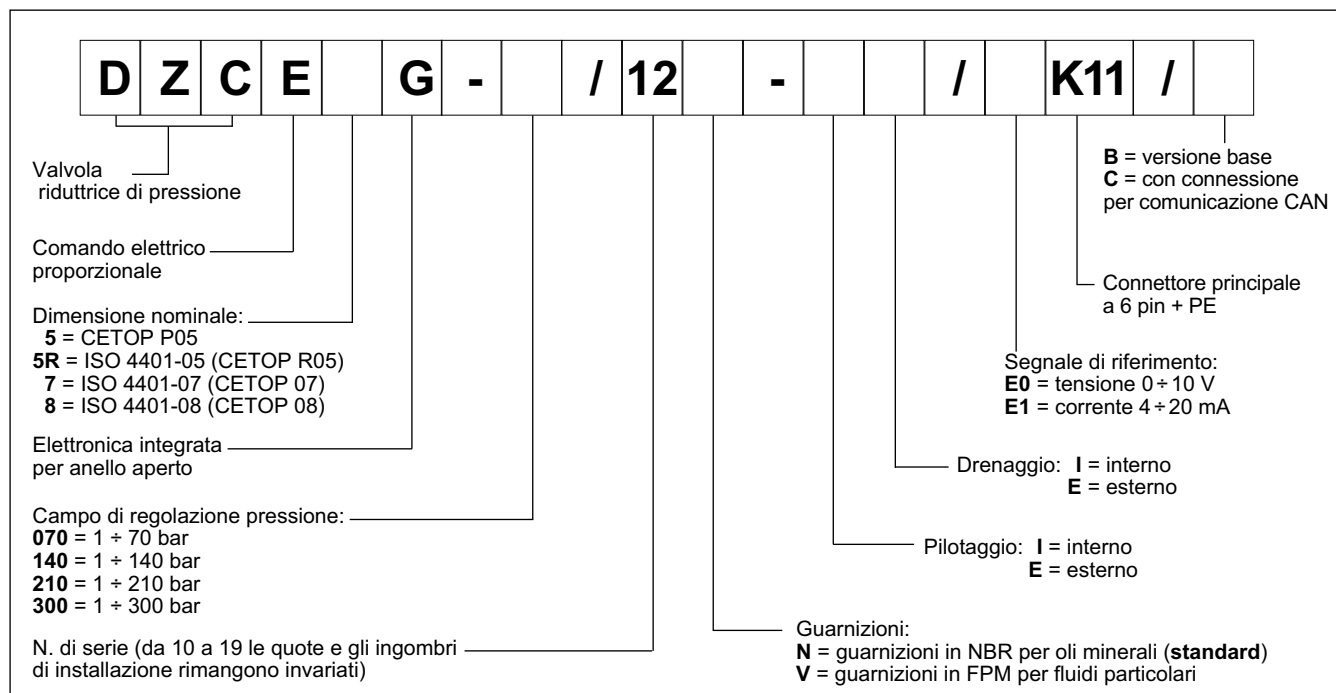 D Z C E G - / 12 - / K11 /
Valvola
riduttrice di pressione
Comando elettrico
proporzionale
Dimensione nominale:
5 = CETOP P05
5R = ISO 4401-05 (CETOP R05)
7 = ISO 4401-07 (CETOP 07)
8 = ISO 4401-08 (CETOP 08)
Elettronica integrata
per anello aperto
Campo di regolazione pressione:
070 = 1 ÷ 70 bar
140 = 1 ÷ 140 bar
210 = 1 ÷ 210 bar
300 = 1 ÷ 300 bar
N. di serie (da 10 a 19 le quote e gli ingombri
di installazione rimangono invariati)
B = versione base
C = con connessione
per comunicazione CAN
Connettore principale
a 6 pin + PE
Segnale di riferimento:
E0 = tensione 0 ÷ 10 V
E1 = corrente 4 ÷ 20 mA
Drenaggio: I = interno
E = esterno
Pilotaggio: I = interno
E = esterno
Guarnizioni:
N = guarnizioni in NBR per oli minerali (standard)
V = guarnizioni in FPM per fluidi particolari